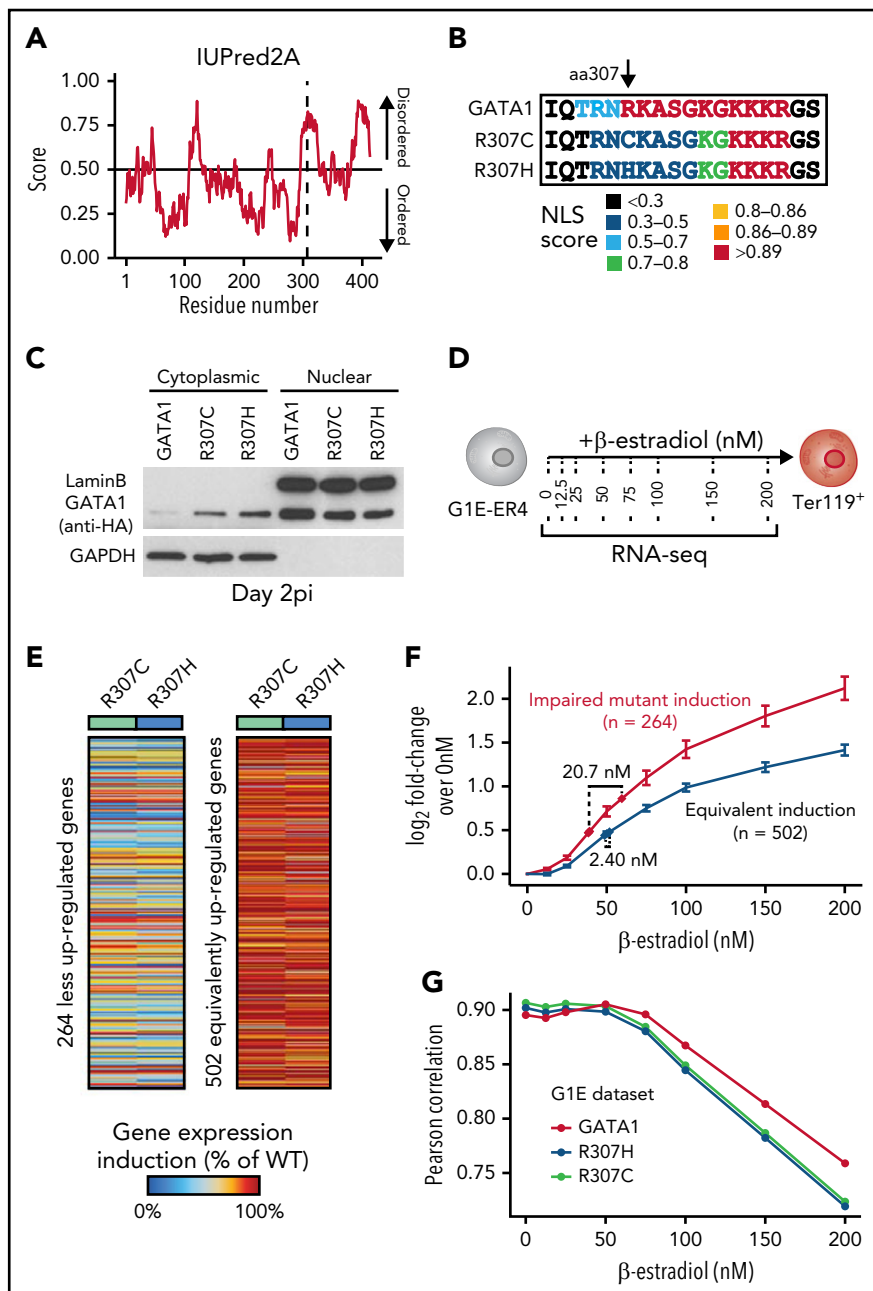 A
IUPred2A
1.00
0.75
0.50
0.25
0.00
Score
Disordered
Ordered
1
100
200
300
400
Residue number
B
aa307
GATA1 IQTRNRKASGKGKKKRGS
R307C IQTRNCKASGKGKKKRGS
R307H IQTRNHKASGKGKKKRGS
NLS
score
<0.3
0.3–0.5
0.5–0.7
0.7–0.8
0.8–0.86
0.86–0.89
>0.89
C
Cytoplasmic
Nuclear
GATA1
R307C
R307H
GATA1
R307C
R307H
LaminB
GATA1
(anti-HA)
GAPDH
Day 2pi
D
+β-estradiol (nM)
0
12.5
25
50
75
100
150
200
G1E-ER4
Ter119+
RNA-seq
E
R307C
R307H
R307C
R307H
264 less up-regulated genes
502 equivalently up-regulated genes
Gene expression
induction (% of WT)
0%
100%
F
log2 fold-change
over 0nM
2.0
1.5
1.0
0.5
0.0
Impaired mutant induction
(n = 264)
20.7 nM
Equivalent induction
(n = 502)
2.40 nM
0
50
100
150
200
β-estradiol (nM)
G
Pearson correlation
0.90
0.85
0.80
0.75
G1E dataset
GATA1
R307H
R307C
0
50
100
150
200
β-estradiol (nM)